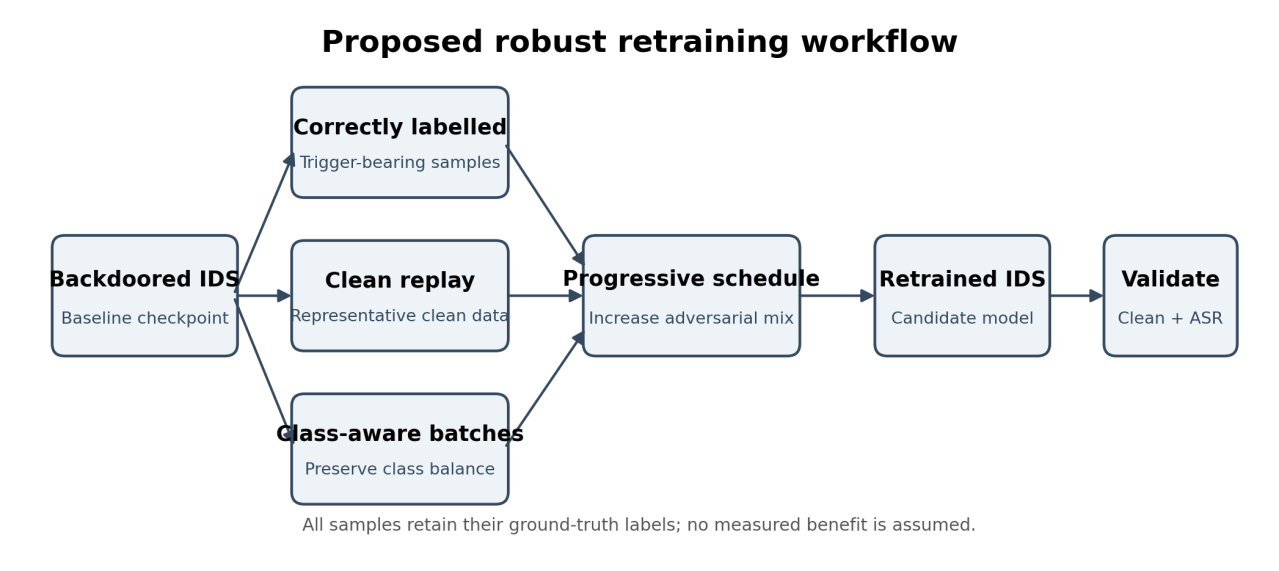 Proposed robust retraining workflow
Backdoored IDS
Baseline checkpoint
Correctly labelled
Trigger-bearing samples
Clean replay
Representative clean data
Class-aware batches
Preserve class balance
Progressive schedule
Increase adversarial mix
Retrained IDS
Candidate model
Validate
Clean + ASR
All samples retain their ground-truth labels; no measured benefit is assumed.